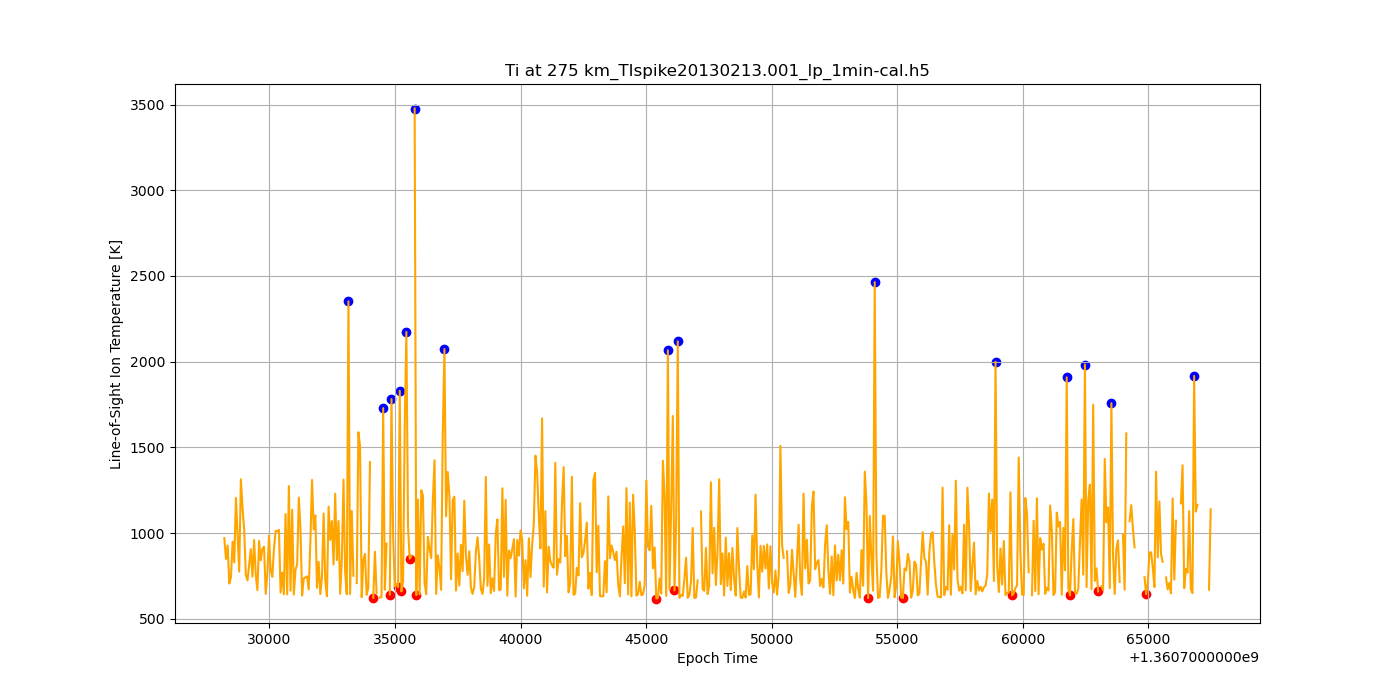 Ti at 275 km_TIspike20130213.001_lp_1min-cal.h5
Line-of-Sight Ion Temperature [K]
3500
3000
2500
2000
1500
1000
500
30000 35000 40000 45000 50000 55000 60000 65000
Epoch Time
+1.3607000000e9